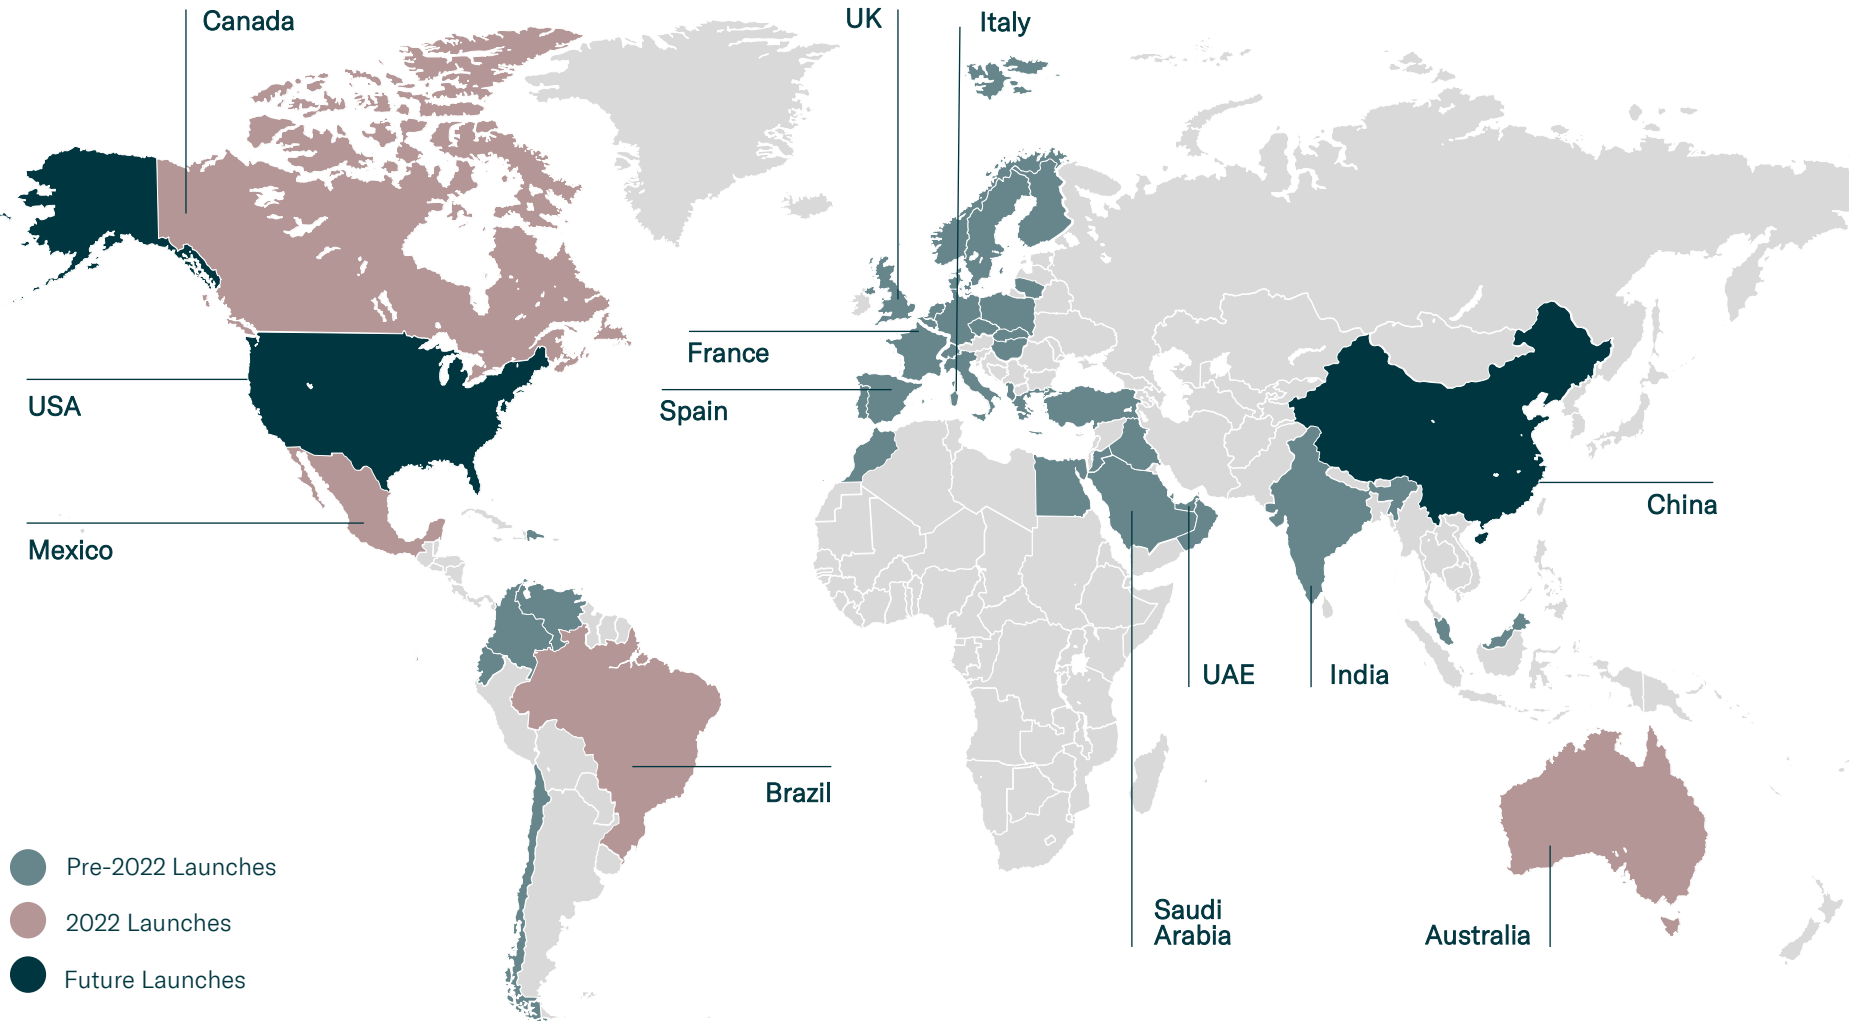 Canada
UK
Italy
France
USA
Spain
China
Mexico
UAE
India
Brazil
Saudi
Arabia
Australia
Pre-2022 Launches
2022 Launches
Future Launches